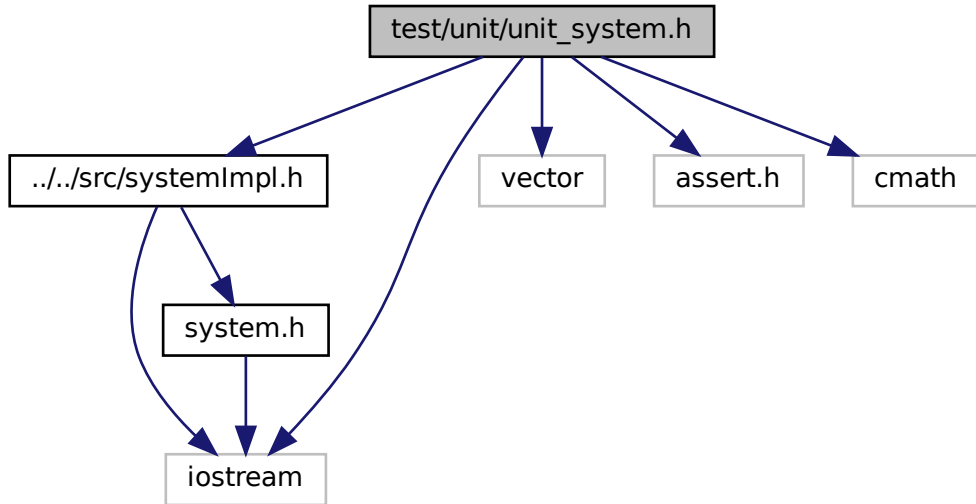 test/unit/unit_system.h
../../src/systemImpl.h
vector
assert.h
cmath
system.h
iostream